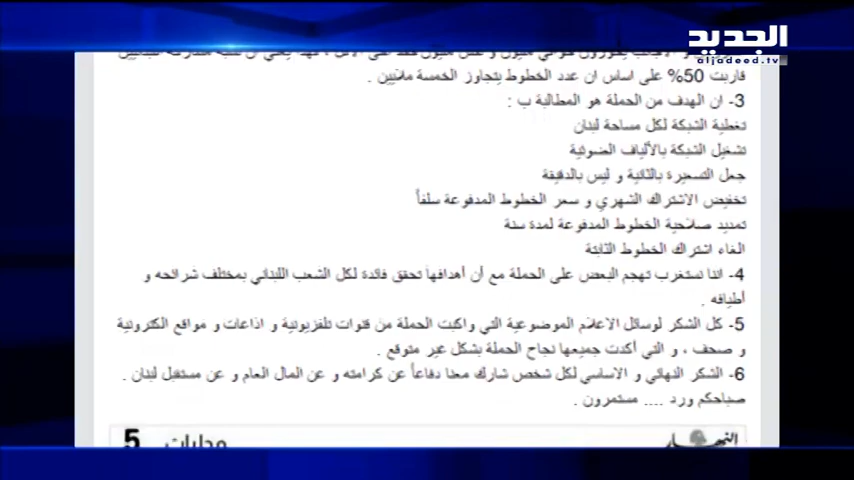 الجديد
aljadeed.tv
قاربت 50% على اساس ان عدد الخطوط يتجاوز الخمسة ملايين .
3- ان الهدف من الحملة هو المطالبة ب :
تغطية الشبكة لكل مساحة لبنان
تشغيل الشبكة بالألياف الضوئية
جعل التسعيرة بالثانية و ليس بالدقيقة
تخفيض الاشتراك الشهري و سعر الخطوط المدفوعة سلفاً
تمديد صلاحية الخطوط المدفوعة لمدة سنة
الغاء اشتراك الخطوط الثابتة
4- اننا نستغرب تهجم البعض على الحملة مع أن أهدافها تحقق فائدة لكل الشعب اللبناني بمختلف شرائحه و
أطيافه .
5- كل الشكر لوسائل الاعلام الموضوعية التي واكبت الحملة من قنوات تلفزيونية و اذاعات و مواقع الكترونية
و صحف ، و التي أكدت جميعها نجاح الحملة بشكل غير متوقع .
6- الشكر النهائي و الاساسي لكل شخص شارك معنا دفاعاً عن كرامته و عن المال العام و عن مستقبل لبنان .
صباحكم ورد .... مستمرون .
النهار محليات 5